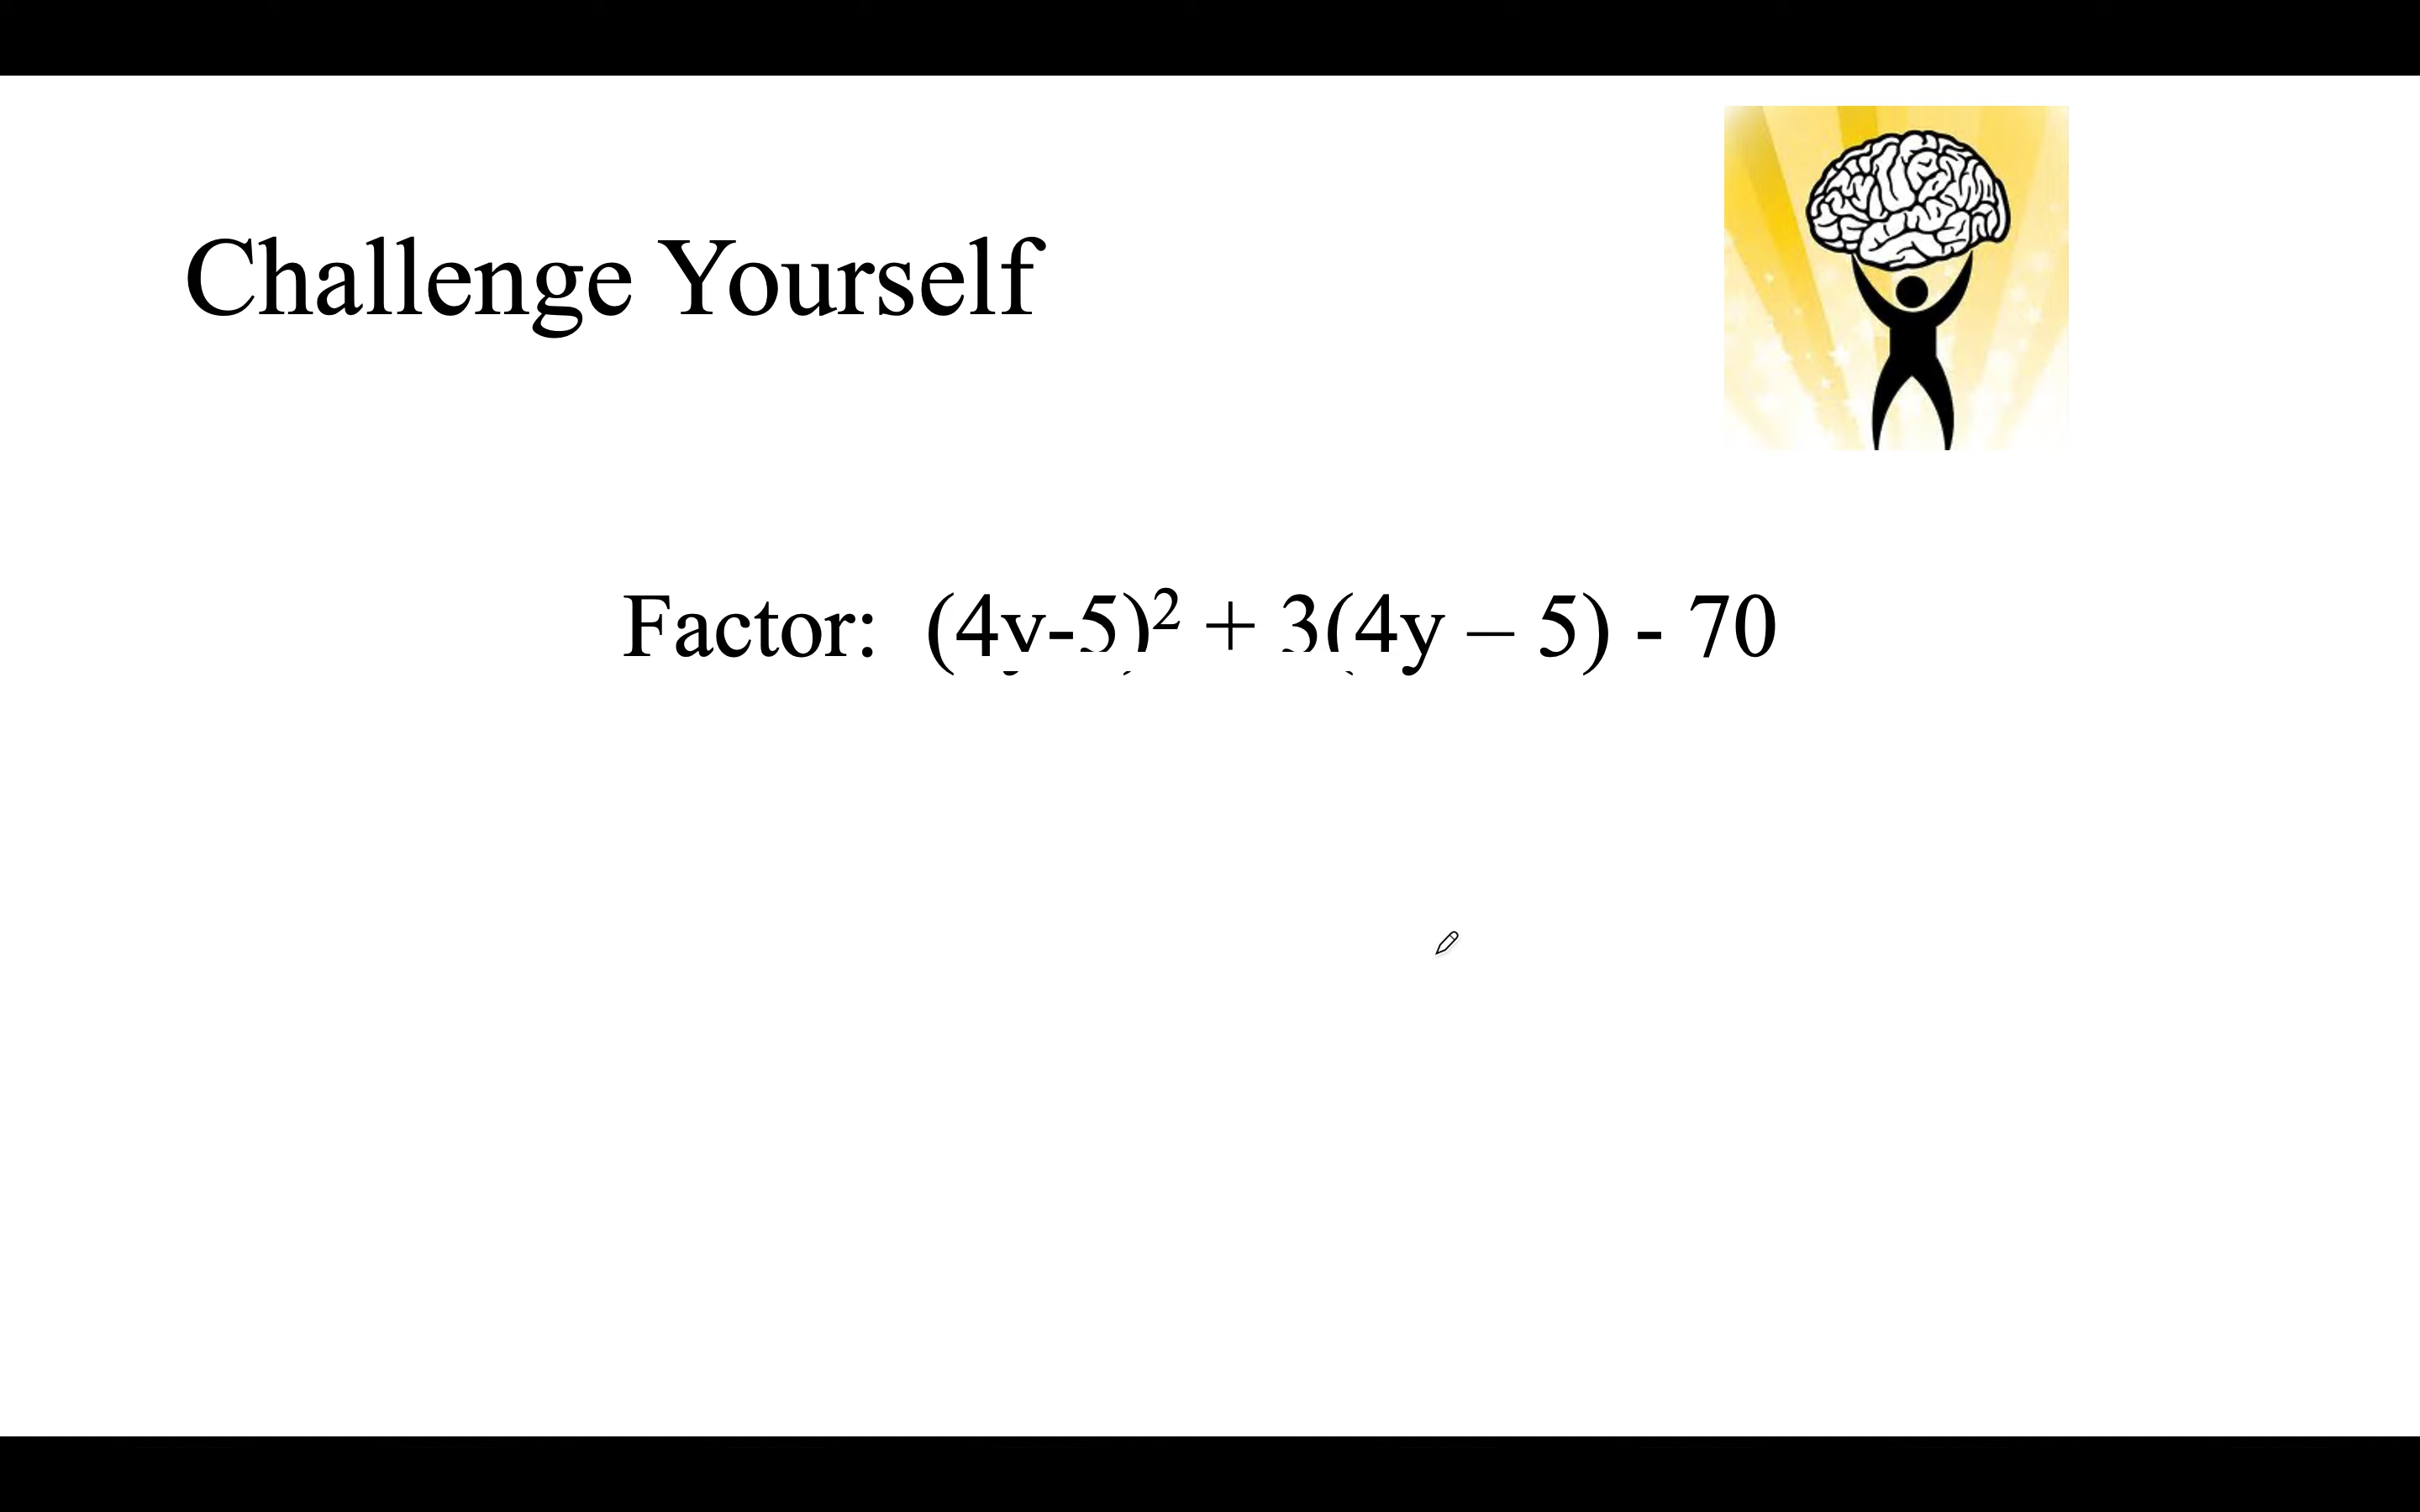 Challenge Yourself
Factor: (4y-5)² + 3(4y – 5) - 70